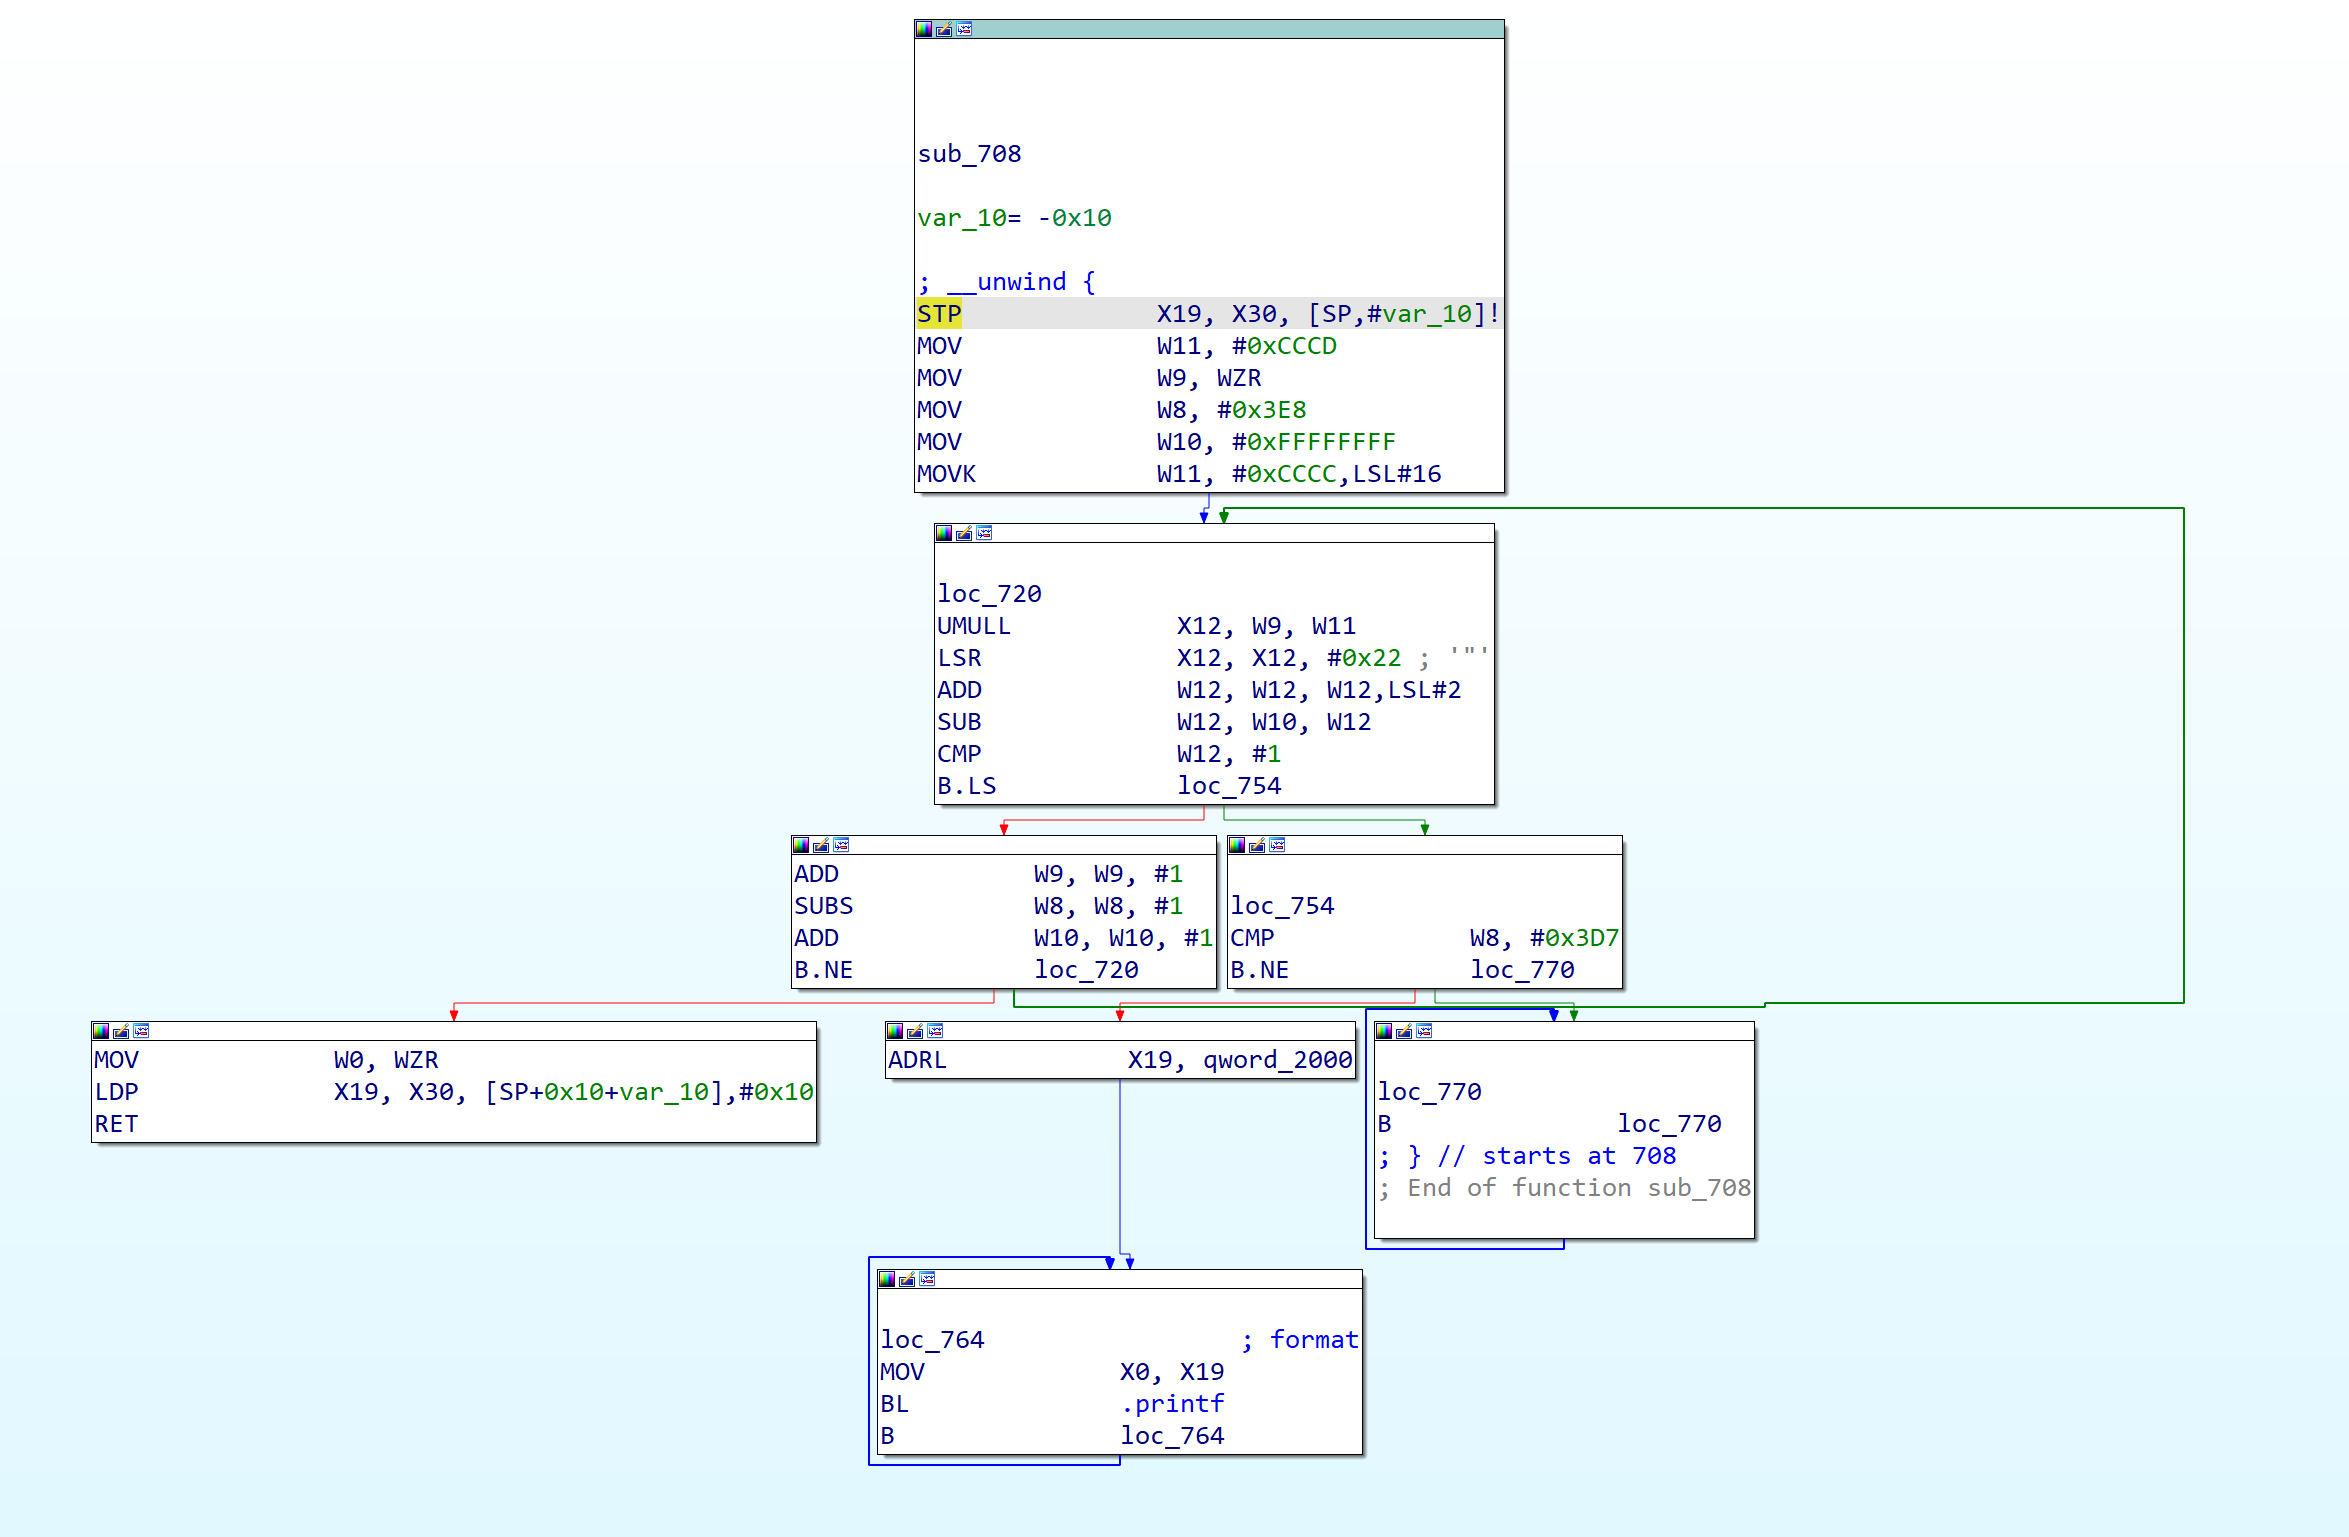 sub_708
var_10= -0x10
; __unwind {
STP X19, X30, [SP,#var_10]!
MOV W11, #0xCCCD
MOV W9, WZR
MOV W8, #0x3E8
MOV W10, #0xFFFFFFFF
MOVK W11, #0xCCCC,LSL#16
loc_720
UMULL X12, W9, W11
LSR X12, X12, #0x22 ; '"'
ADD W12, W12, W12,LSL#2
SUB W12, W10, W12
CMP W12, #1
B.LS loc_754
ADD W9, W9, #1
SUBS W8, W8, #1
ADD W10, W10, #1
B.NE loc_720
loc_754
CMP W8, #0x3D7
B.NE loc_770
MOV W0, WZR
LDP X19, X30, [SP+0x10+var_10],#0x10
RET
ADRL X19, qword_2000
loc_770
B loc_770
; } // starts at 708
; End of function sub_708
loc_764 ; format
MOV X0, X19
BL .printf
B loc_764